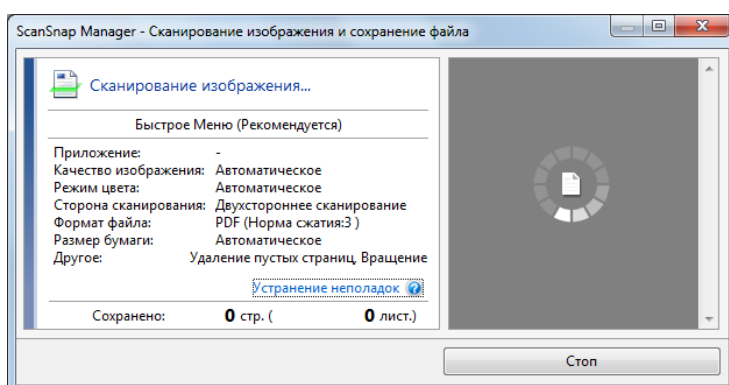 ScanSnap Manager - Сканирование изображения и сохранение файла
Сканирование изображения...
Быстрое Меню (Рекомендуется)
Приложение: -
Качество изображения: Автоматическое
Режим цвета: Автоматическое
Сторона сканирования: Двухстороннее сканирование
Формат файла: PDF (Норма сжатия:3 )
Размер бумаги: Автоматическое
Другое: Удаление пустых страниц, Вращение
Устранение неполадок
Сохранено: 0 стр. ( 0 лист.)
Стоп